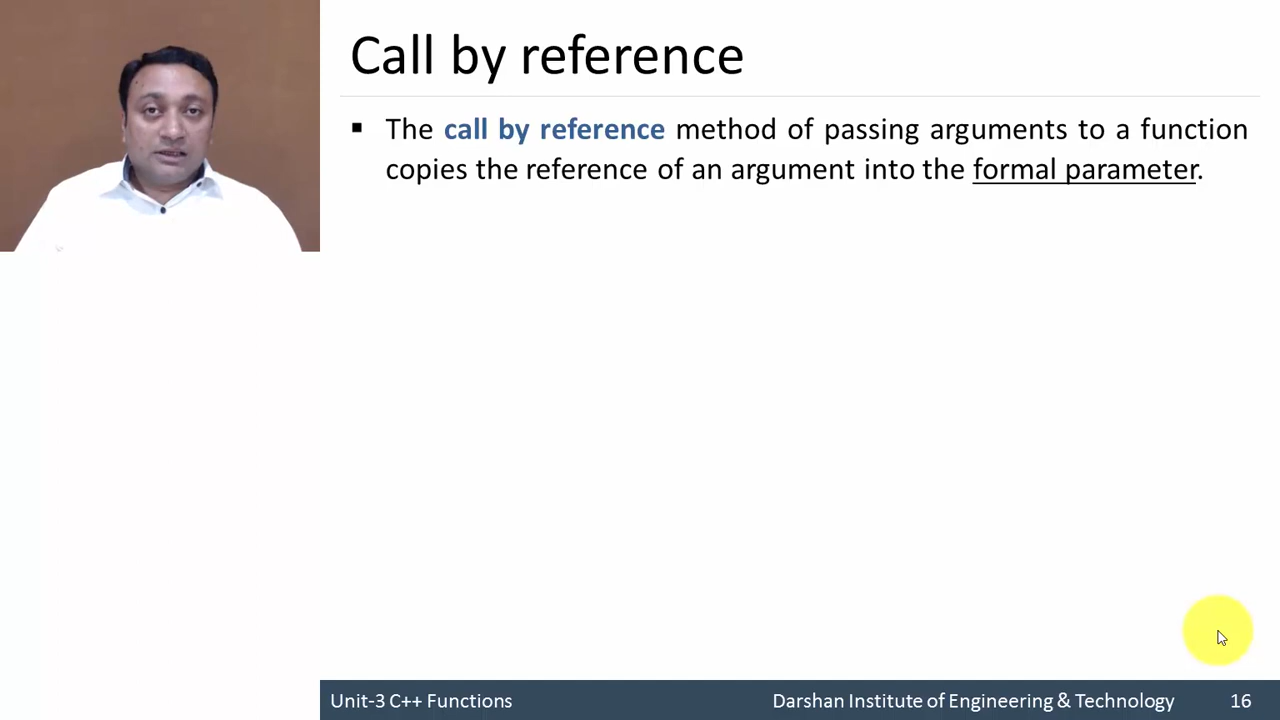 Call by reference
▪ The call by reference method of passing arguments to a function
copies the reference of an argument into the formal parameter.
Unit-3 C++ Functions
Darshan Institute of Engineering & Technology
16